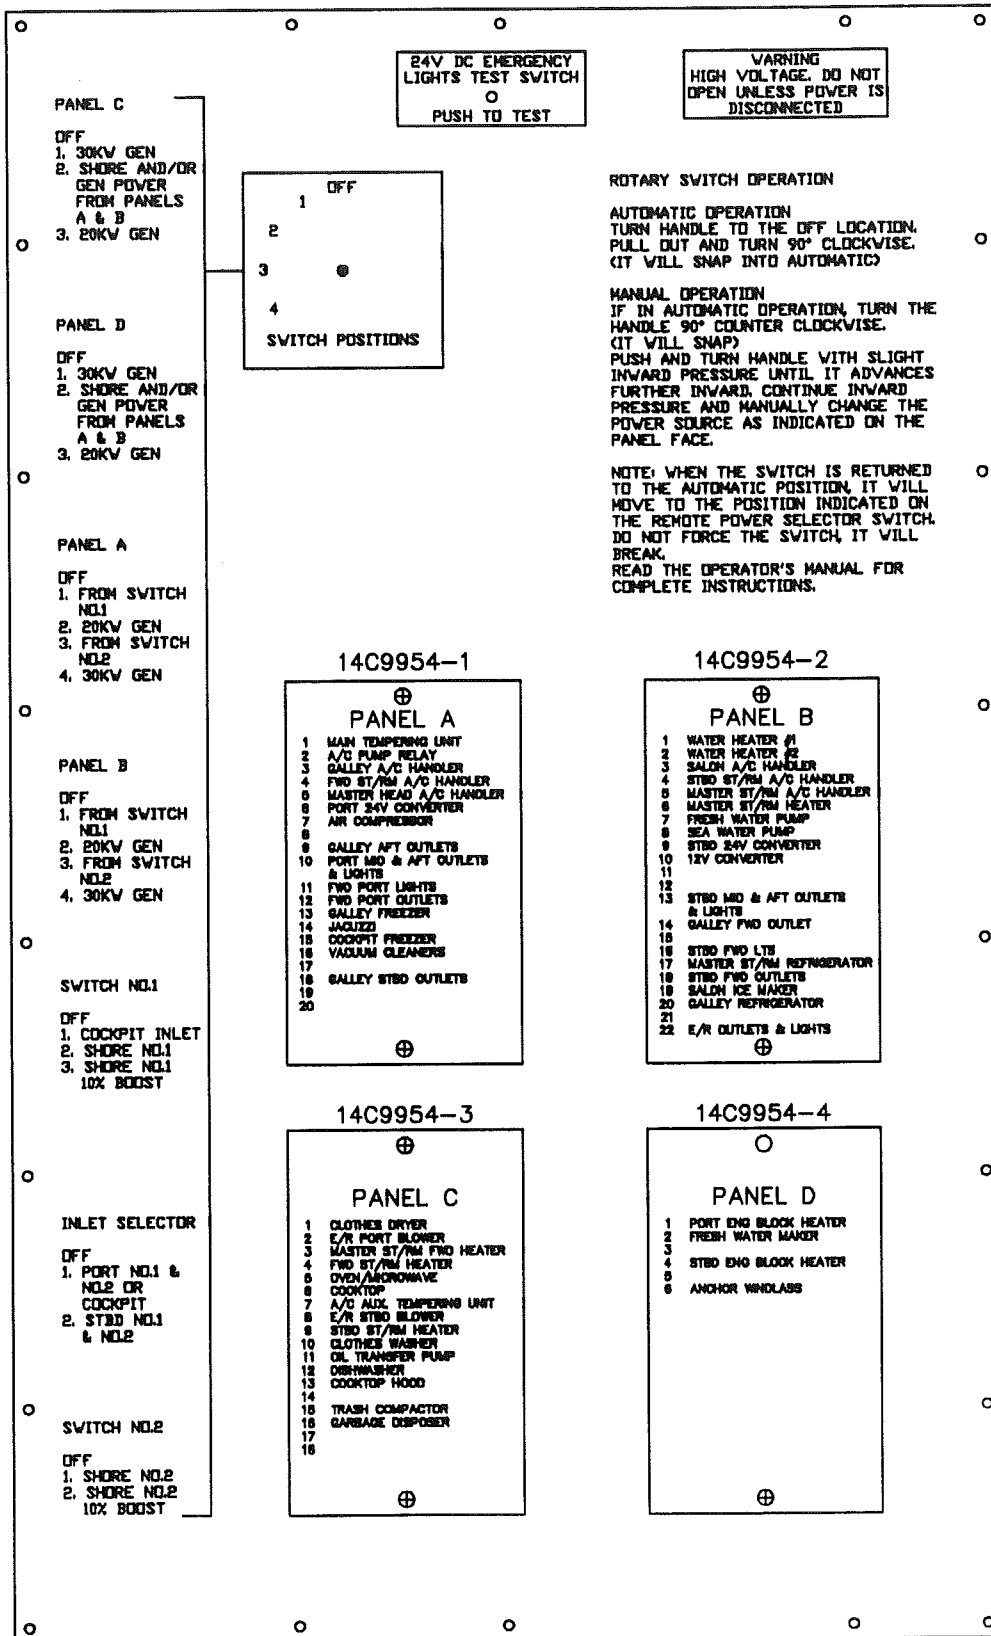 24V DC EMERGENCY
LIGHTS TEST SWITCH
PUSH TO TEST
WARNING
HIGH VOLTAGE. DO NOT
OPEN UNLESS POWER IS
DISCONNECTED
PANEL C
OFF
1. 30KW GEN
2. SHORE AND/OR
GEN POWER
FROM PANELS
A & B
3. 20KW GEN
PANEL D
OFF
1. 30KW GEN
2. SHORE AND/OR
GEN POWER
FROM PANELS
A & B
3. 20KW GEN
PANEL A
OFF
1. FROM SWITCH
NO.1
2. 20KW GEN
3. FROM SWITCH
NO.2
4. 30KW GEN
PANEL B
OFF
1. FROM SWITCH
NO.1
2. 20KW GEN
3. FROM SWITCH
NO.2
4. 30KW GEN
SWITCH NO.1
OFF
1. COCKPIT INLET
2. SHORE NO.1
3. SHORE NO.1
10% BOOST
INLET SELECTOR
OFF
1. PORT NO.1 &
NO.2 OR
COCKPIT
2. STBD NO.1
& NO.2
SWITCH NO.2
OFF
1. SHORE NO.2
2. SHORE NO.2
10% BOOST
OFF
1
2
3
4
SWITCH POSITIONS
ROTARY SWITCH OPERATION
AUTOMATIC OPERATION
TURN HANDLE TO THE OFF LOCATION.
PULL OUT AND TURN 90° CLOCKWISE.
(IT WILL SNAP INTO AUTOMATIC)
MANUAL OPERATION
IF IN AUTOMATIC OPERATION, TURN THE
HANDLE 90° COUNTER CLOCKWISE.
(IT WILL SNAP)
PUSH AND TURN HANDLE WITH SLIGHT
INWARD PRESSURE UNTIL IT ADVANCES
FURTHER INWARD. CONTINUE INWARD
PRESSURE AND MANUALLY CHANGE THE
POWER SOURCE AS INDICATED ON THE
PANEL FACE.
NOTE: WHEN THE SWITCH IS RETURNED
TO THE AUTOMATIC POSITION, IT WILL
MOVE TO THE POSITION INDICATED ON
THE REMOTE POWER SELECTOR SWITCH.
DO NOT FORCE THE SWITCH, IT WILL
BREAK.
READ THE OPERATOR'S MANUAL FOR
COMPLETE INSTRUCTIONS.
14C9954-1
PANEL A
1 MAIN TEMPERING UNIT
2 A/C PUMP RELAY
3 GALLEY A/C HANDLER
4 FWD ST/RM A/C HANDLER
5 MASTER HEAD A/C HANDLER
6 PORT 24V CONVERTER
7 AIR COMPRESSOR
8
9 GALLEY AFT OUTLETS
10 PORT MID & AFT OUTLETS
& LIGHTS
11 FWD PORT LIGHTS
12 FWD PORT OUTLETS
13 GALLEY FREEZER
14 JACUZZI
15 COCKPIT FREEZER
16 VACUUM CLEANERS
17
18 GALLEY STBD OUTLETS
19
20
14C9954-2
PANEL B
1 WATER HEATER #1
2 WATER HEATER #2
3 SALON A/C HANDLER
4 STBD ST/RM A/C HANDLER
5 MASTER ST/RM A/C HANDLER
6 MASTER ST/RM HEATER
7 FRESH WATER PUMP
8 SEA WATER PUMP
9 STBD 24V CONVERTER
10 12V CONVERTER
11
12
13 STBD MID & AFT OUTLETS
& LIGHTS
14 GALLEY FWD OUTLET
15
16 STBD FWD LTS
17 MASTER ST/RM REFRIGERATOR
18 STBD FWD OUTLETS
19 SALON ICE MAKER
20 GALLEY REFRIGERATOR
21
22 E/R OUTLETS & LIGHTS
14C9954-3
PANEL C
1 CLOTHES DRYER
2 E/R PORT BLOWER
3 MASTER ST/RM FWD HEATER
4 FWD ST/RM HEATER
5 OVEN/MICROWAVE
6 COOKTOP
7 A/C AUX. TEMPERING UNIT
8 E/R STBD BLOWER
9 STBD ST/RM HEATER
10 CLOTHES WASHER
11 OIL TRANSFER PUMP
12 DISHWASHER
13 COOKTOP HOOD
14
15 TRASH COMPACTOR
16 GARBAGE DISPOSER
17
18
14C9954-4
PANEL D
1 PORT ENG BLOCK HEATER
2 FRESH WATER MAKER
3
4 STBD ENG BLOCK HEATER
5
6 ANCHOR WINDLASS